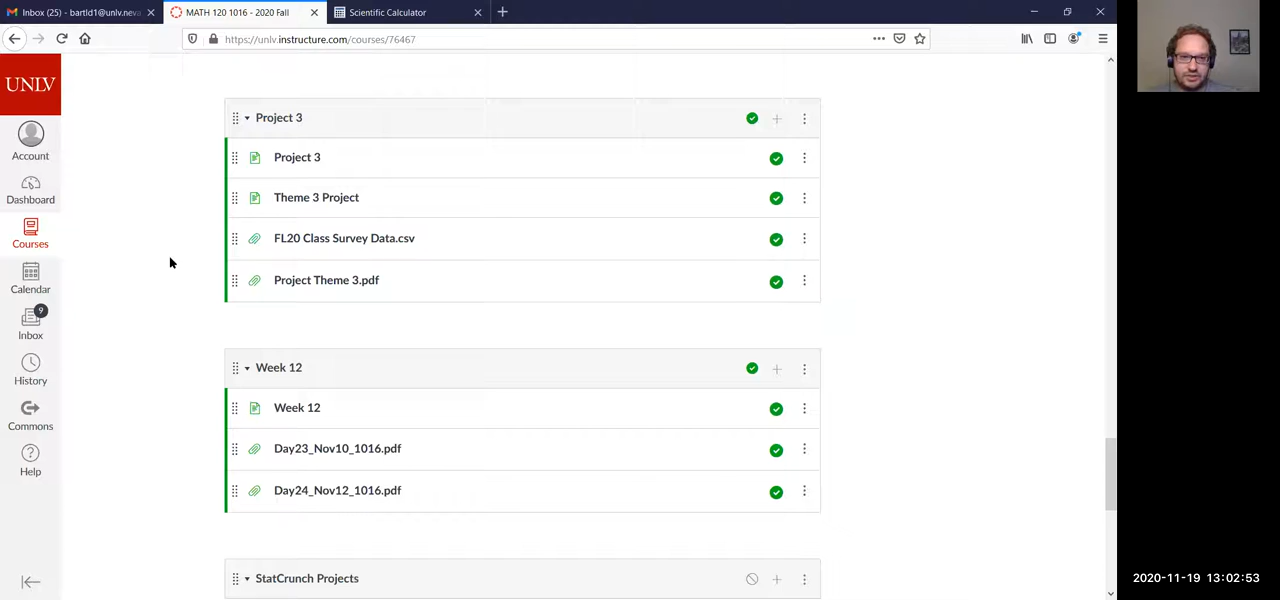 Inbox (25) - bartld1@unlv.neva
MATH 120 1016 - 2020 Fall
Scientific Calculator
https://unlv.instructure.com/courses/76467
UNLV
Account
Dashboard
Courses
Calendar
9
Inbox
History
Commons
Help
Project 3
Project 3
Theme 3 Project
FL20 Class Survey Data.csv
Project Theme 3.pdf
Week 12
Week 12
Day23_Nov10_1016.pdf
Day24_Nov12_1016.pdf
StatCrunch Projects
2020-11-19 13:02:53